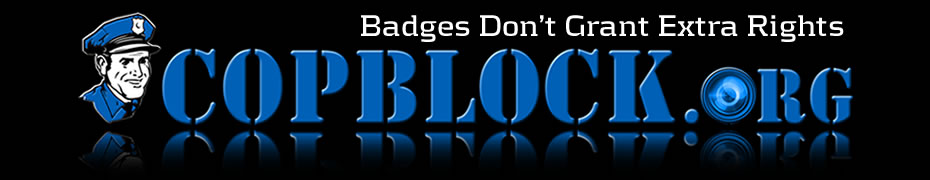 Badges Don't Grant Extra Rights
COPBLOCK.ORG